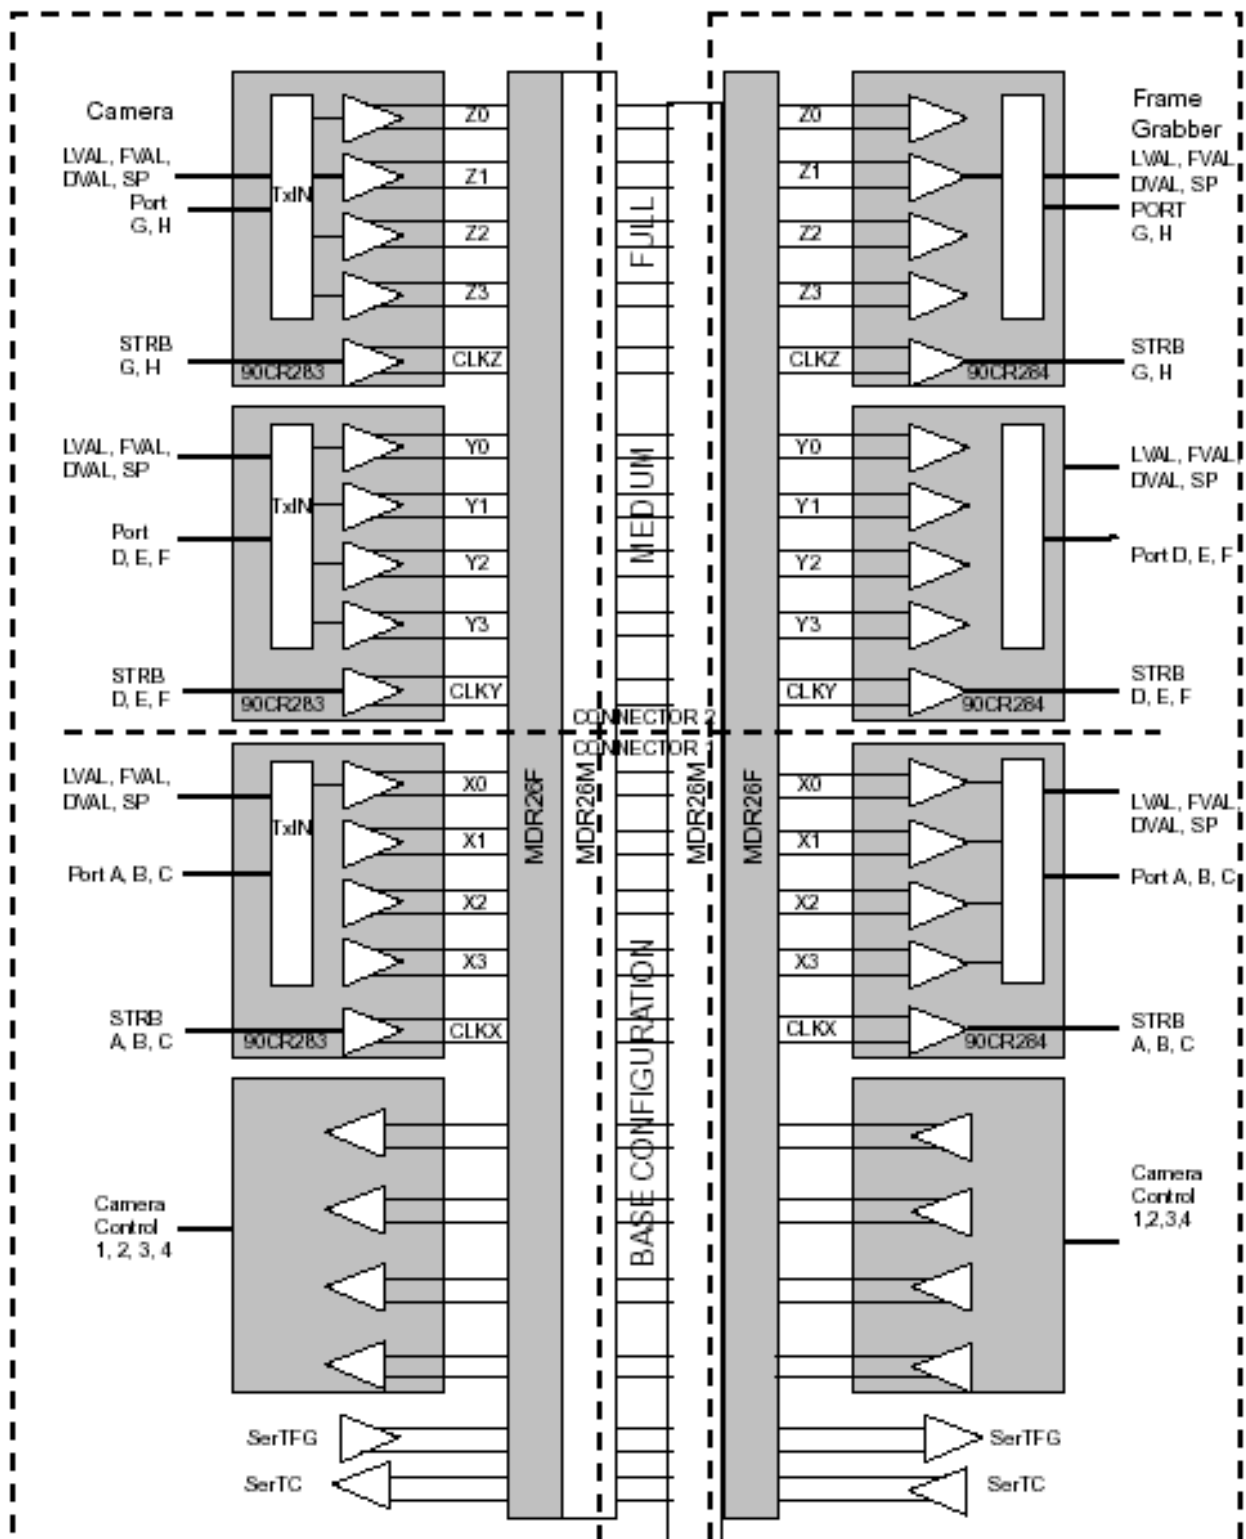 Camera
LVAL, FVAL,
DVAL, SP
Port
G, H
STRB
G, H
TxIN
90CR283
Z0
Z1
Z2
Z3
CLKZ
FULL
Z0
Z1
Z2
Z3
CLKZ
90CR284
Frame
Grabber
LVAL, FVAL,
DVAL, SP
PORT
G, H
STRB
G, H
LVAL, FVAL,
DVAL, SP
Port
D, E, F
STRB
D, E, F
TxIN
90CR283
Y0
Y1
Y2
Y3
CLKY
MEDIUM
Y0
Y1
Y2
Y3
CLKY
90CR284
LVAL, FVAL,
DVAL, SP
Port D, E, F
STRB
D, E, F
CONNECTOR 2
CONNECTOR 1
LVAL, FVAL,
DVAL, SP
Port A, B, C
STRB
A, B, C
TxIN
90CR283
X0
X1
X2
X3
CLKX
MDR26F
MDR26M
BASE CONFIGURATION
MDR26M
MDR26F
X0
X1
X2
X3
CLKX
90CR284
LVAL, FVAL,
DVAL, SP
Port A, B, C
STRB
A, B, C
Camera
Control
1, 2, 3, 4
Camera
Control
1,2,3,4
SerTFG
SerTC
SerTFG
SerTC